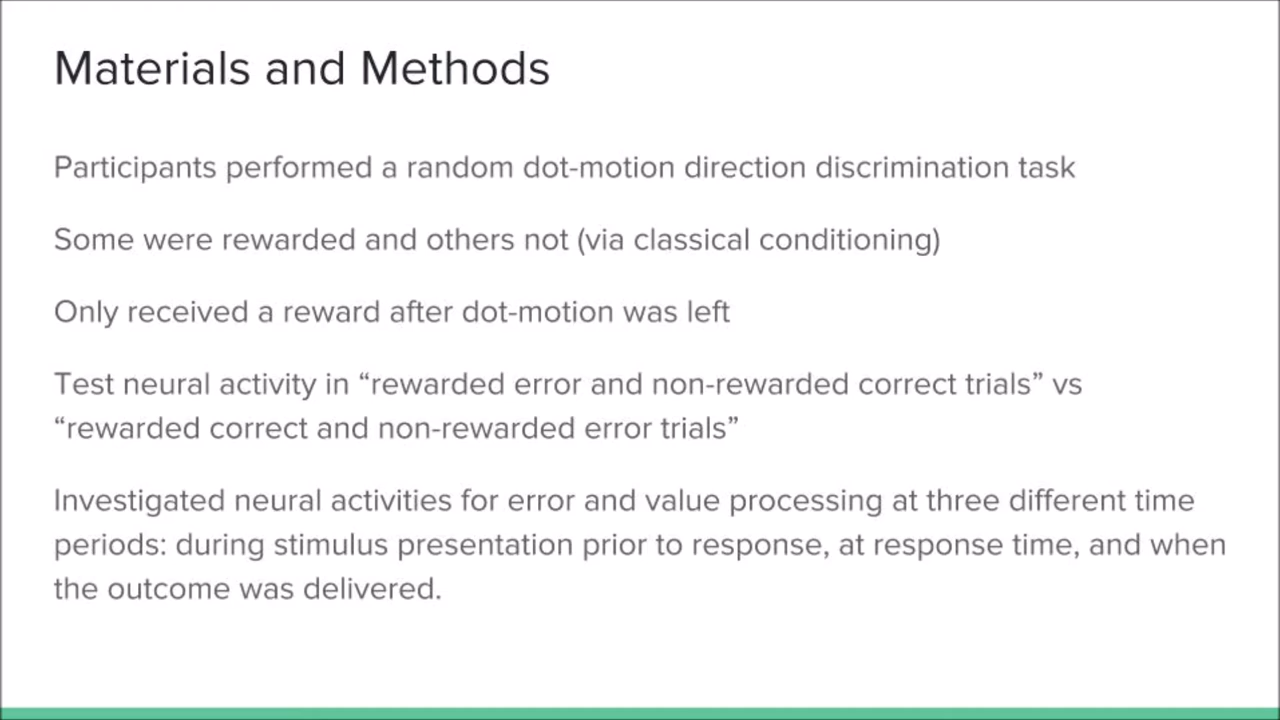 Materials and Methods
Participants performed a random dot-motion direction discrimination task
Some were rewarded and others not (via classical conditioning)
Only received a reward after dot-motion was left
Test neural activity in “rewarded error and non-rewarded correct trials” vs
“rewarded correct and non-rewarded error trials”
Investigated neural activities for error and value processing at three different time
periods: during stimulus presentation prior to response, at response time, and when
the outcome was delivered.